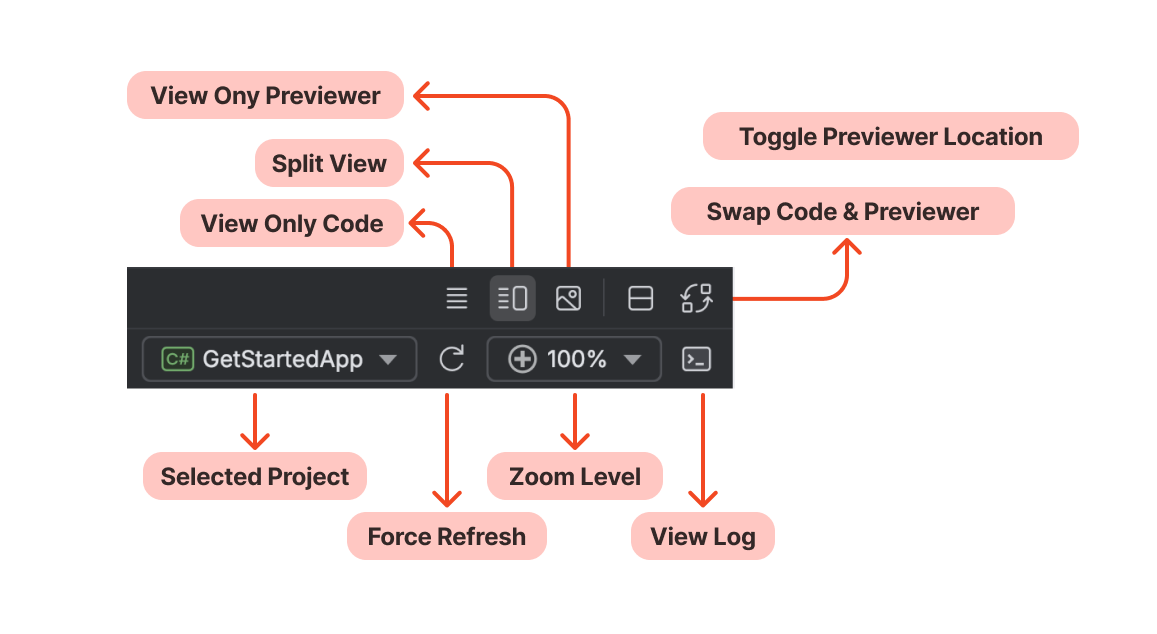 View Ony Previewer
Toggle Previewer Location
Split View
Swap Code & Previewer
View Only Code
C# GetStartedApp
100%
Selected Project
Zoom Level
Force Refresh
View Log